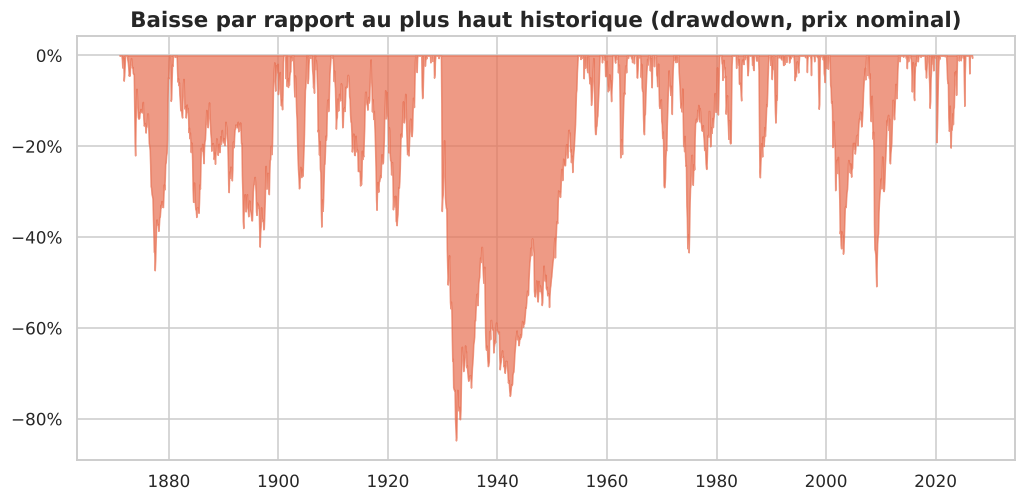 Baisse par rapport au plus haut historique (drawdown, prix nominal)
0%
−20%
−40%
−60%
−80%
1880 1900 1920 1940 1960 1980 2000 2020